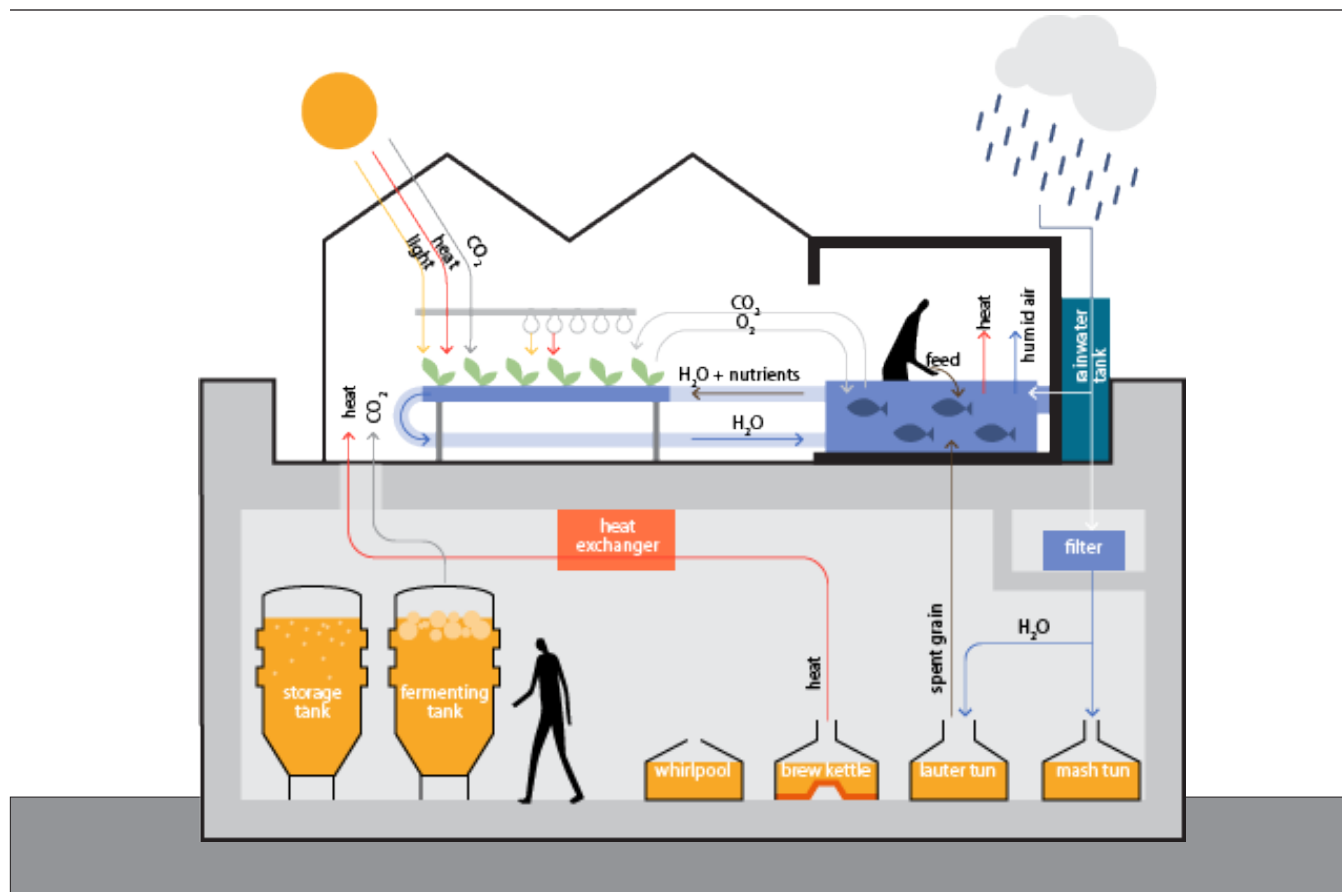 light
heat
CO₂
CO₂
O₂
feed
heat
humid air
rainwater
tank
H₂O + nutrients
H₂O
heat
CO₂
heat
exchanger
filter
H₂O
spent grain
heat
storage
tank
fermenting
tank
whirlpool
brew kettle
lauter tun
mash tun